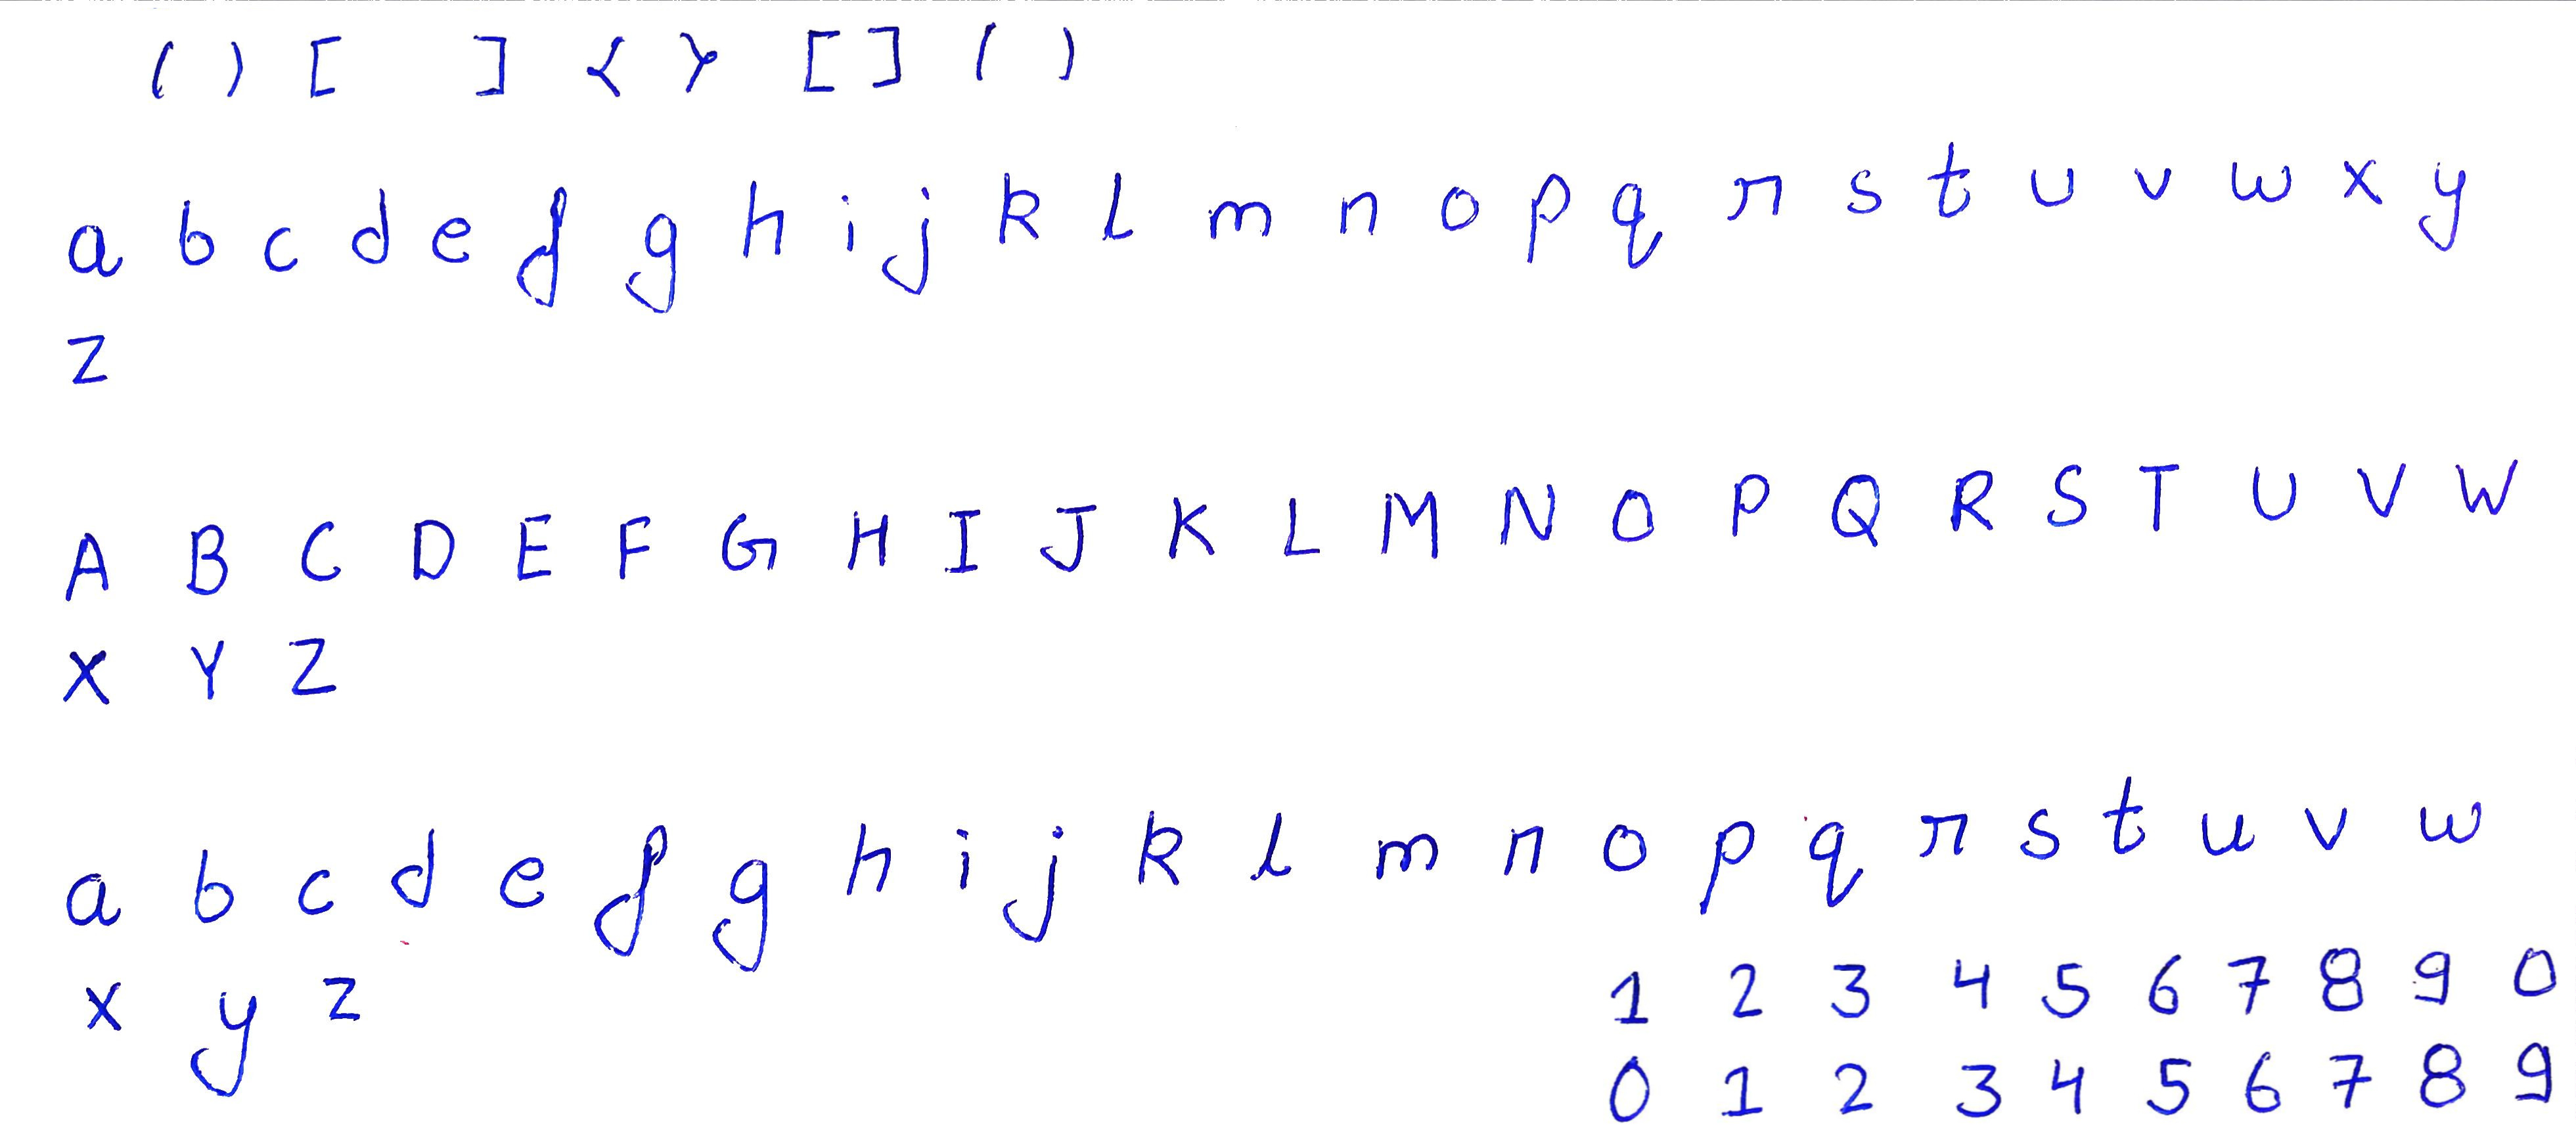 ( ) [ ] { } [ ] ( )
a b c d e f g h i j k l m n o p q r s t u v w x y
z
A B C D E F G H I J K L M N O P Q R S T U V W
X Y Z
a b c d e f g h i j k l m n o p q r s t u v w
x y z 1 2 3 4 5 6 7 8 9 0
0 1 2 3 4 5 6 7 8 9